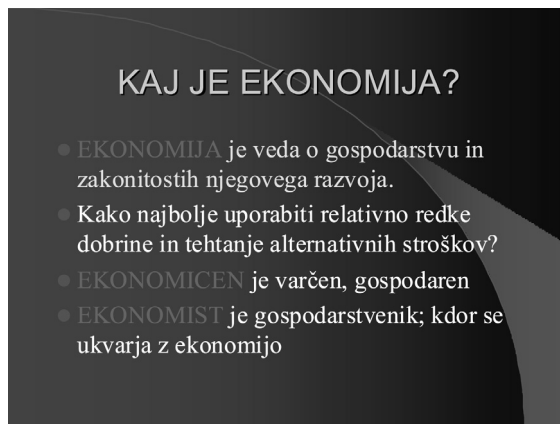 KAJ JE EKONOMIJA?
EKONOMIJA je veda o gospodarstvu in
zakonitostih njegovega razvoja.
Kako najbolje uporabiti relativno redke
dobrine in tehtanje alternativnih stroškov?
EKONOMICEN je varčen, gospodaren
EKONOMIST je gospodarstvenik; kdor se
ukvarja z ekonomijo